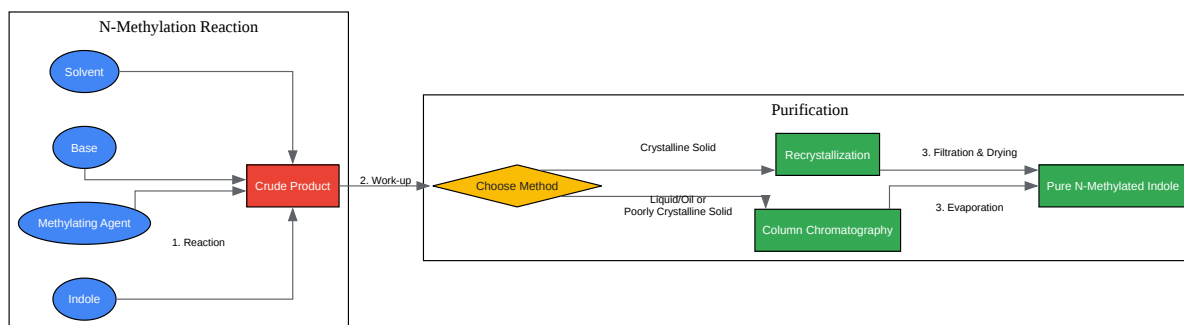 N-Methylation Reaction
Solvent
Base
Methylating Agent
Indole
1. Reaction
Crude Product
2. Work-up
Purification
Choose Method
Crystalline Solid
Liquid/Oil or
Poorly Crystalline Solid
Recrystallization
Column Chromatography
3. Filtration & Drying
3. Evaporation
Pure N-Methylated Indole